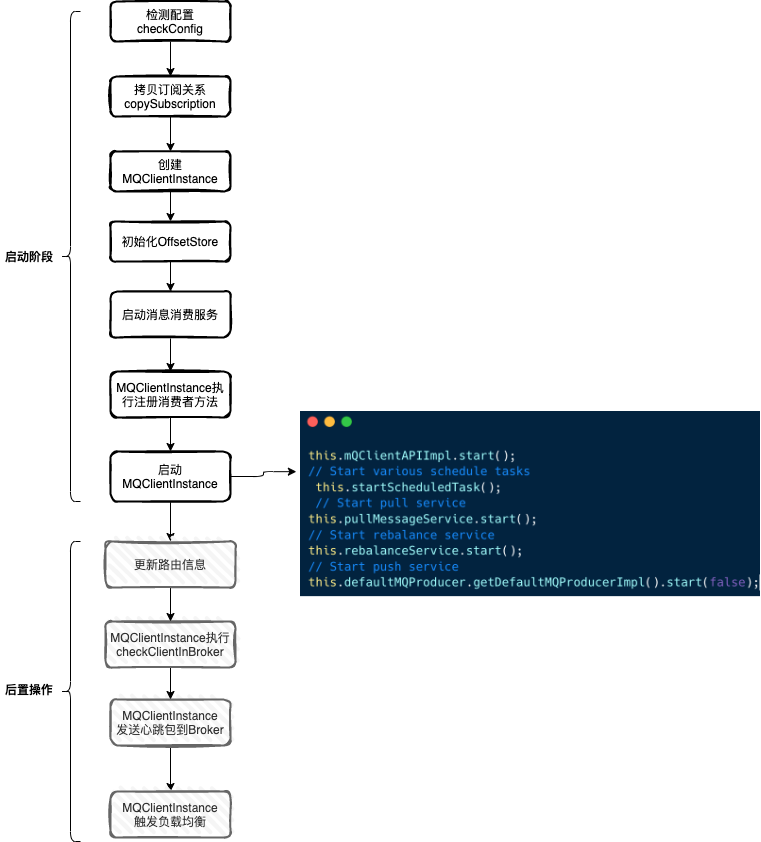 检测配置
checkConfig
拷贝订阅关系
copySubscription
创建
MQClientInstance
初始化OffsetStore
启动阶段
启动消息消费服务
MQClientInstance执
行注册消费者方法
启动
MQClientInstance
this.mQClientAPIImpl.start();
// Start various schedule tasks
this.startScheduledTask();
// Start pull service
this.pullMessageService.start();
// Start rebalance service
this.rebalanceService.start();
// Start push service
this.defaultMQProducer.getDefaultMQProducerImpl().start(false);
更新路由信息
MQClientInstance执行
checkClientInBroker
后置操作
MQClientInstance
发送心跳包到Broker
MQClientInstance
触发负载均衡